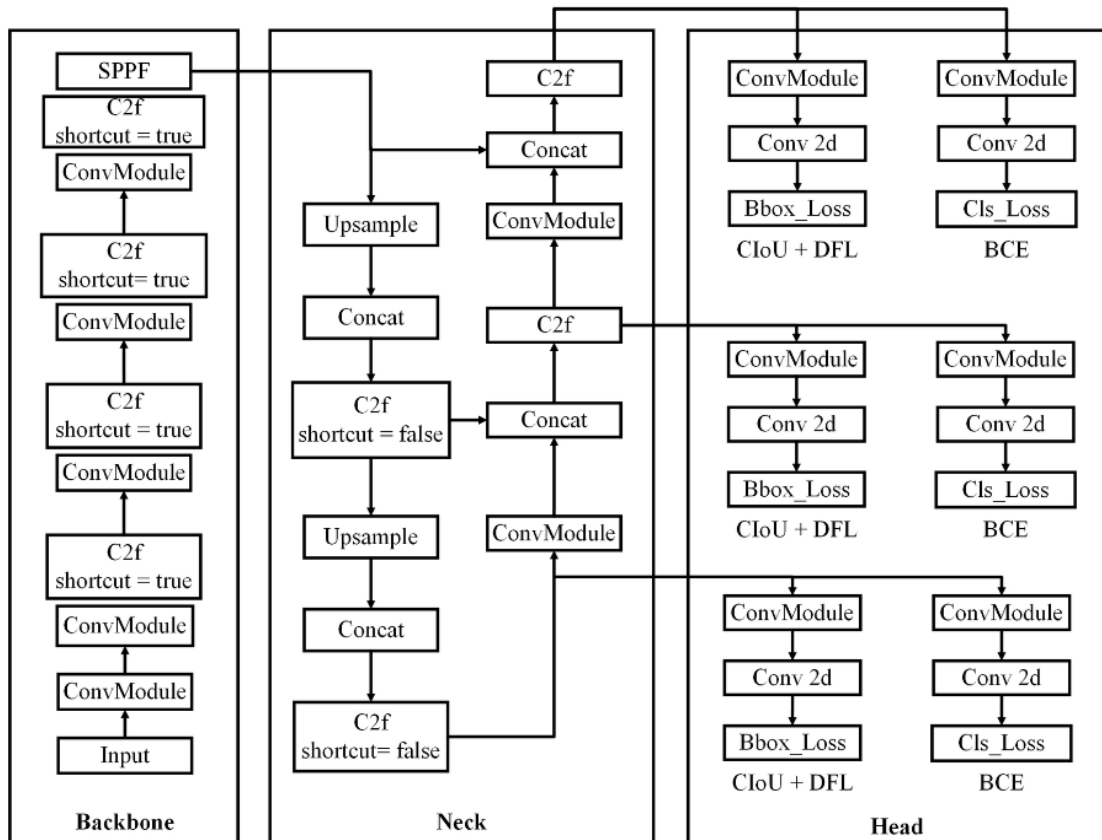 SPPF
C2f
shortcut = true
ConvModule
C2f
shortcut= true
ConvModule
C2f
shortcut = true
ConvModule
C2f
shortcut = true
ConvModule
ConvModule
Input
Backbone
Upsample
Concat
C2f
shortcut = false
Upsample
Concat
C2f
shortcut= false
C2f
Concat
ConvModule
C2f
Concat
ConvModule
Neck
ConvModule
Conv 2d
Bbox_Loss
CIoU + DFL
ConvModule
Conv 2d
Cls_Loss
BCE
ConvModule
Conv 2d
Bbox_Loss
CIoU + DFL
ConvModule
Conv 2d
Cls_Loss
BCE
ConvModule
Conv 2d
Bbox_Loss
CIoU + DFL
ConvModule
Conv 2d
Cls_Loss
BCE
Head